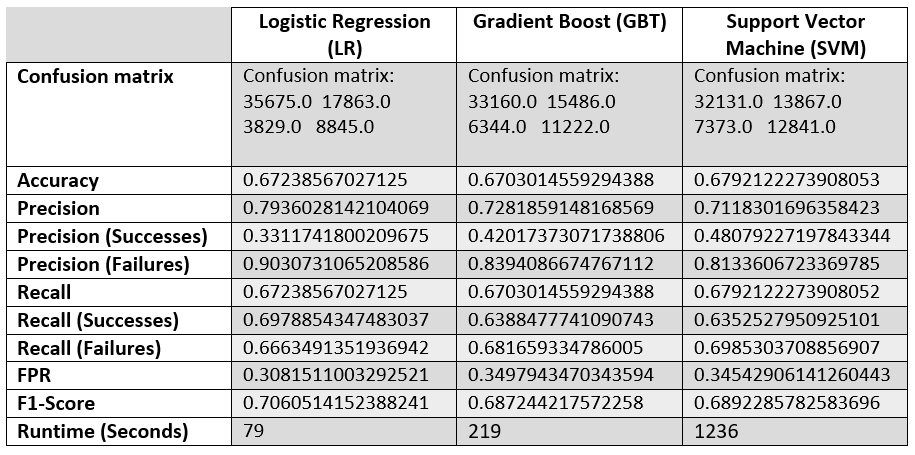 Logistic Regression (LR) Gradient Boost (GBT) Support Vector Machine (SVM)
Confusion matrix Confusion matrix: Confusion matrix: Confusion matrix:
35675.0 17863.0 33160.0 15486.0 32131.0 13867.0
3829.0 8845.0 6344.0 11222.0 7373.0 12841.0
Accuracy 0.67238567027125 0.6703014559294388 0.6792122273908053
Precision 0.7936028142104069 0.7281859148168569 0.7118301696358423
Precision (Successes) 0.3311741800209675 0.42017373071738806 0.48079227197843344
Precision (Failures) 0.9030731065208586 0.8394086674767112 0.8133606723369785
Recall 0.67238567027125 0.6703014559294388 0.6792122273908052
Recall (Successes) 0.6978854347483037 0.6388477741090743 0.6352527950925101
Recall (Failures) 0.6663491351936942 0.681659334786005 0.6985303708856907
FPR 0.3081511003292521 0.3497943470343594 0.34542906141260443
F1-Score 0.7060514152388241 0.687244217572258 0.6892285782583696
Runtime (Seconds) 79 219 1236